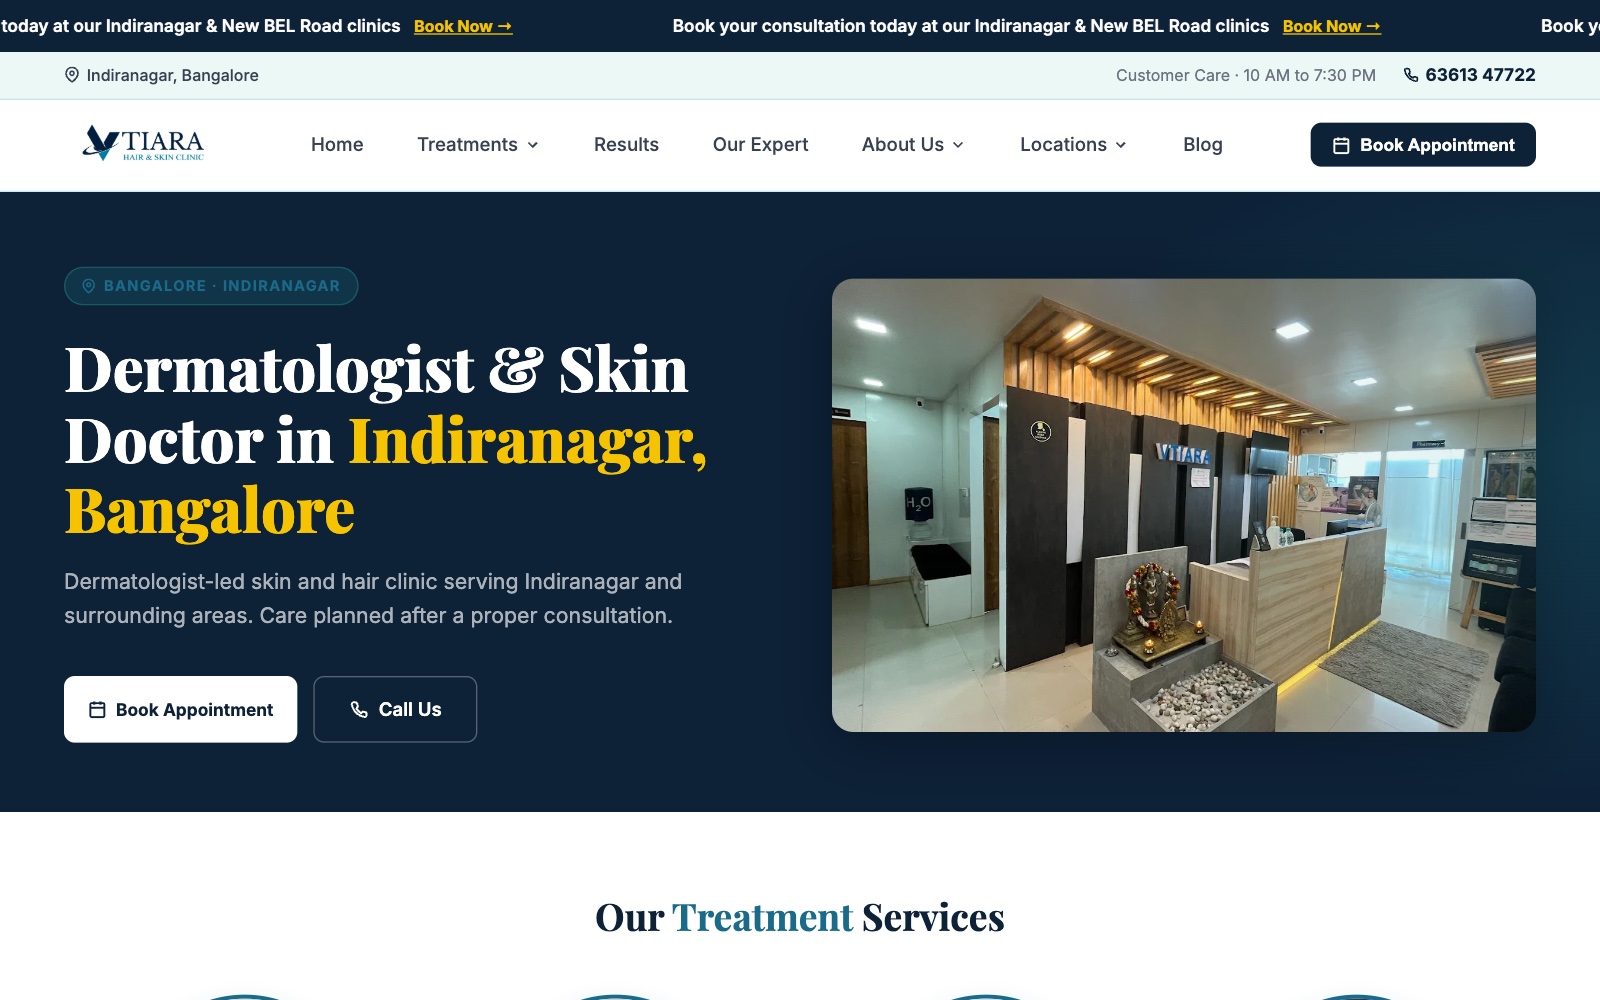 today at our Indiranagar & New BEL Road clinics Book Now → Book your consultation today at our Indiranagar & New BEL Road clinics Book Now → Book
Indiranagar, Bangalore
Customer Care · 10 AM to 7:30 PM 63613 47722
VTIARA
HAIR & SKIN CLINIC
Home Treatments Results Our Expert About Us Locations Blog Book Appointment
BANGALORE · INDIRANAGAR
Dermatologist & Skin
Doctor in Indiranagar,
Bangalore
Dermatologist-led skin and hair clinic serving Indiranagar and
surrounding areas. Care planned after a proper consultation.
Book Appointment Call Us
VTIARA
H2O
Pharmacy
Our Treatment Services